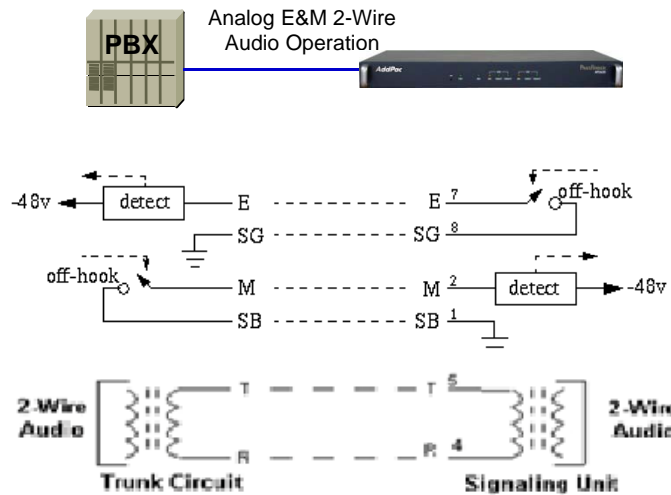 Analog E&M 2-Wire
Audio Operation
PBX
AddPac
-48v detect E E 7 off-hook
SG SG 8
off-hook M M 2 detect -48v
SB SB 1
2-Wire Audio T T 5 2-Wire Audio
R R 4
Trunk Circuit Signaling Unit